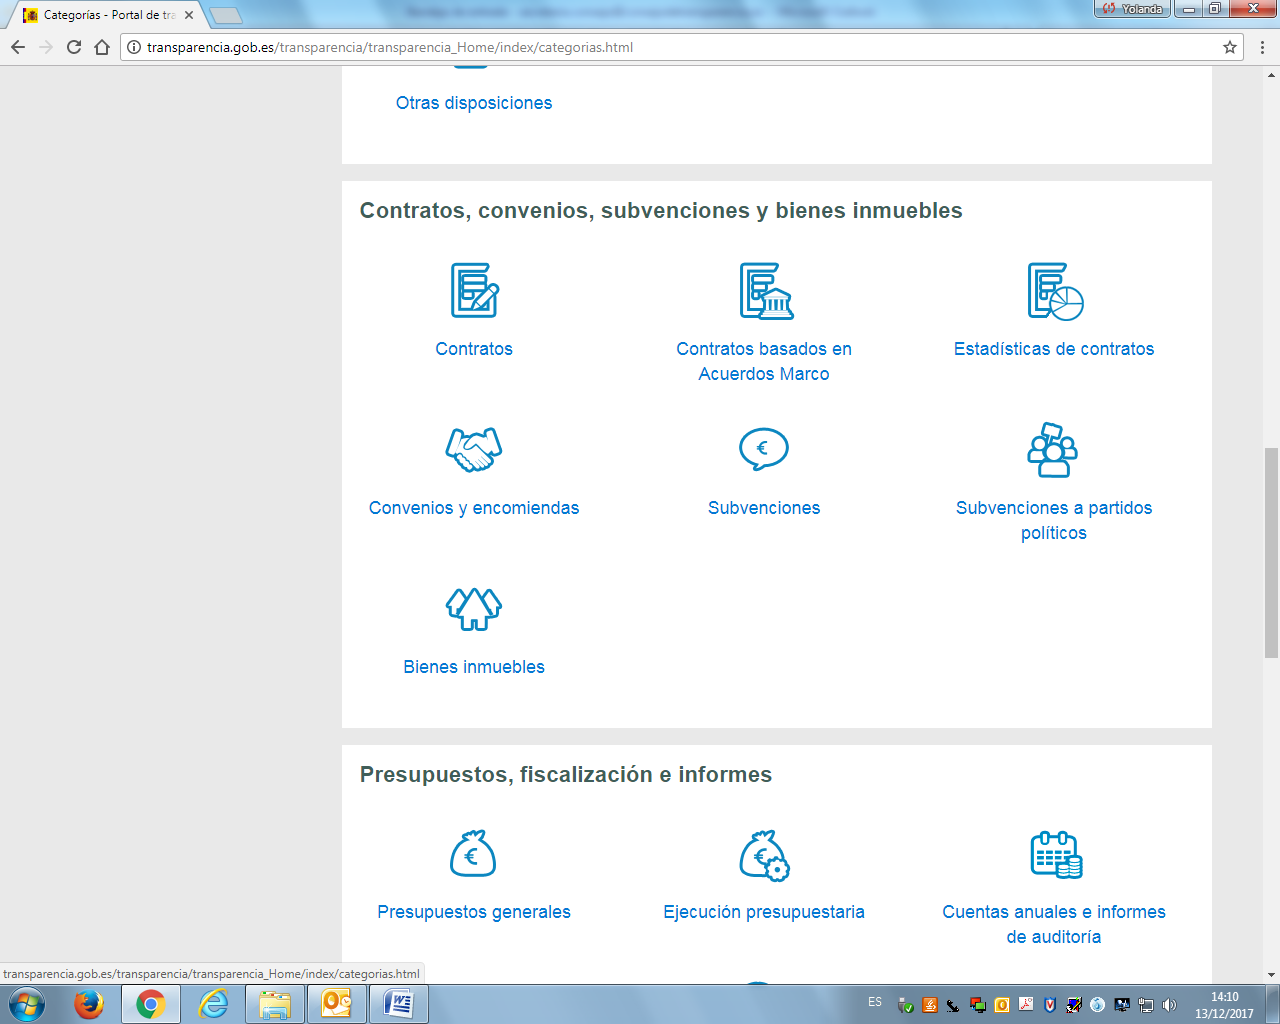 Categorías - Portal de tra
Yolanda
transparencia.gob.es/transparencia/transparencia_Home/index/categorias.html
Otras disposiciones
Contratos, convenios, subvenciones y bienes inmuebles
Contratos
Contratos basados en
Acuerdos Marco
Estadísticas de contratos
Convenios y encomiendas
Subvenciones
Subvenciones a partidos
políticos
Bienes inmuebles
Presupuestos, fiscalización e informes
Presupuestos generales
Ejecución presupuestaria
Cuentas anuales e informes
de auditoría
transparencia.gob.es/transparencia/transparencia_Home/index/categorias.html
ES
14:10
13/12/2017